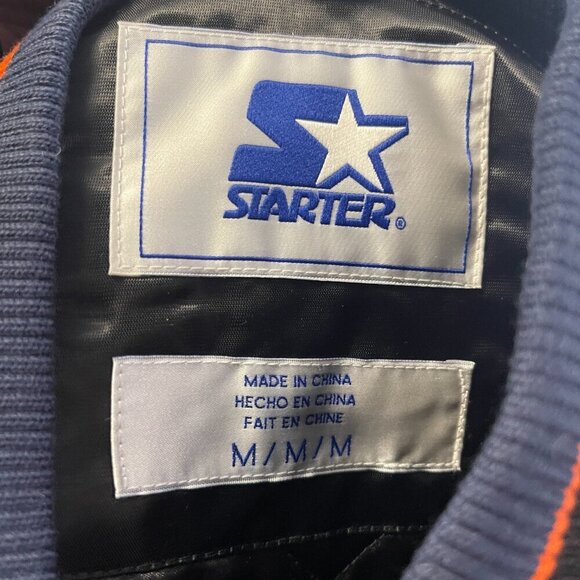 STARTER®
MADE IN CHINA
HECHO EN CHINA
FAIT EN CHINE
M/M/M